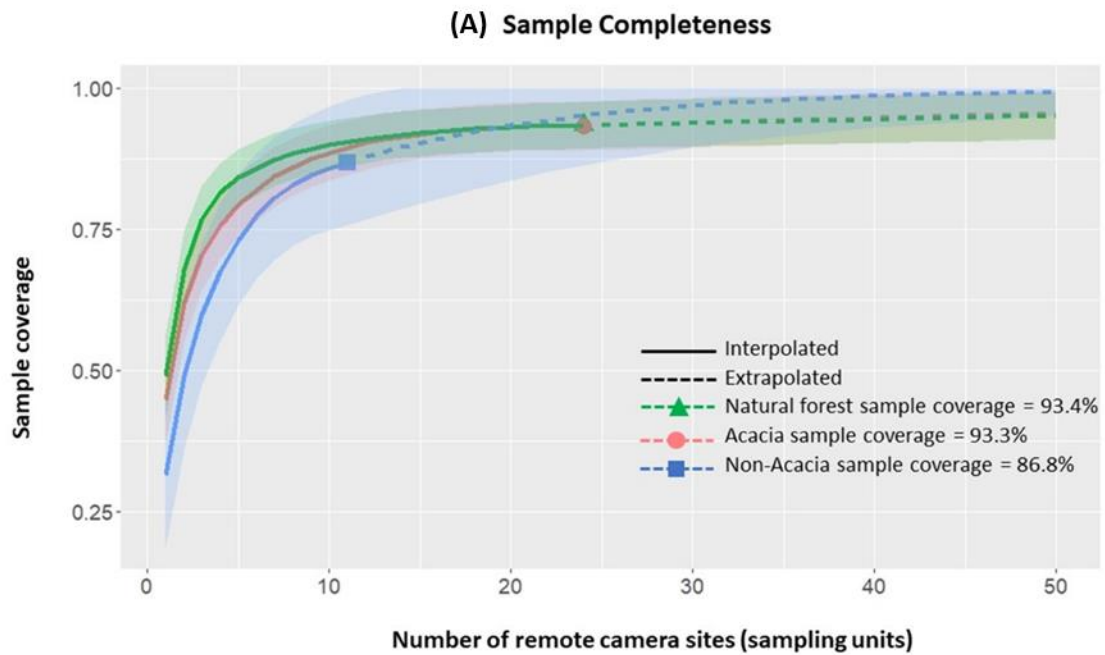 (A) Sample Completeness
1.00
0.75
0.50
0.25
Sample coverage
Interpolated
Extrapolated
Natural forest sample coverage = 93.4%
Acacia sample coverage = 93.3%
Non-Acacia sample coverage = 86.8%
0 10 20 30 40 50
Number of remote camera sites (sampling units)